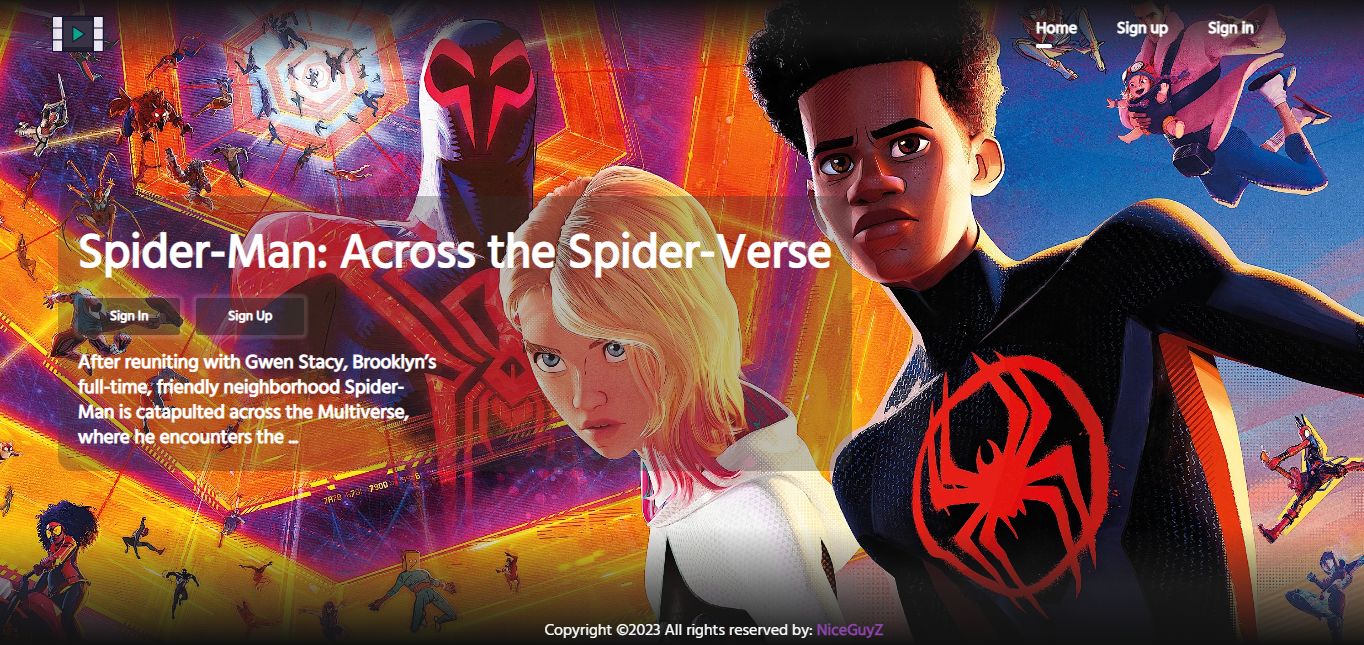 Home Sign up Sign in
Spider-Man: Across the Spider-Verse
Sign In Sign Up
After reuniting with Gwen Stacy, Brooklyn’s
full-time, friendly neighborhood Spider-
Man is catapulted across the Multiverse,
where he encounters the ...
Copyright ©2023 All rights reserved by: NiceGuyZ